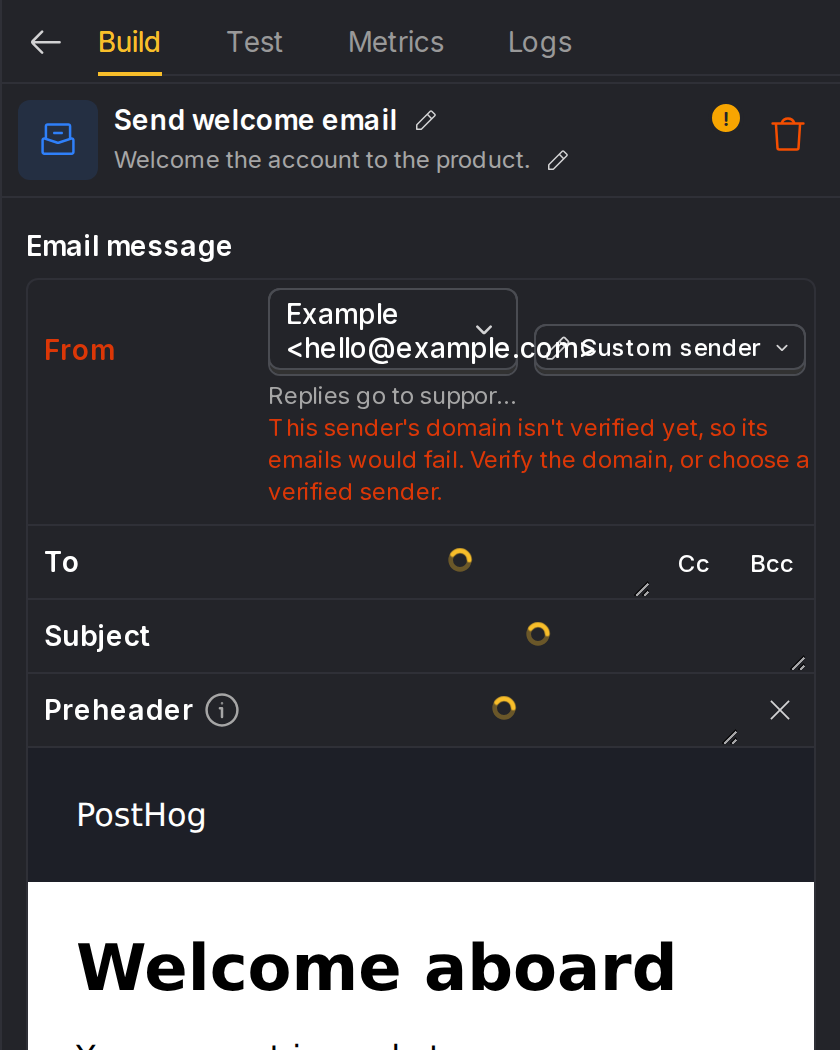 Build Test Metrics Logs
Send welcome email
!
Welcome the account to the product.
Email message
From
Example
<hello@example.com>
Custom sender
Replies go to suppor...
This sender's domain isn't verified yet, so its
emails would fail. Verify the domain, or choose a
verified sender.
To
Cc Bcc
Subject
Preheader
PostHog
Welcome aboard